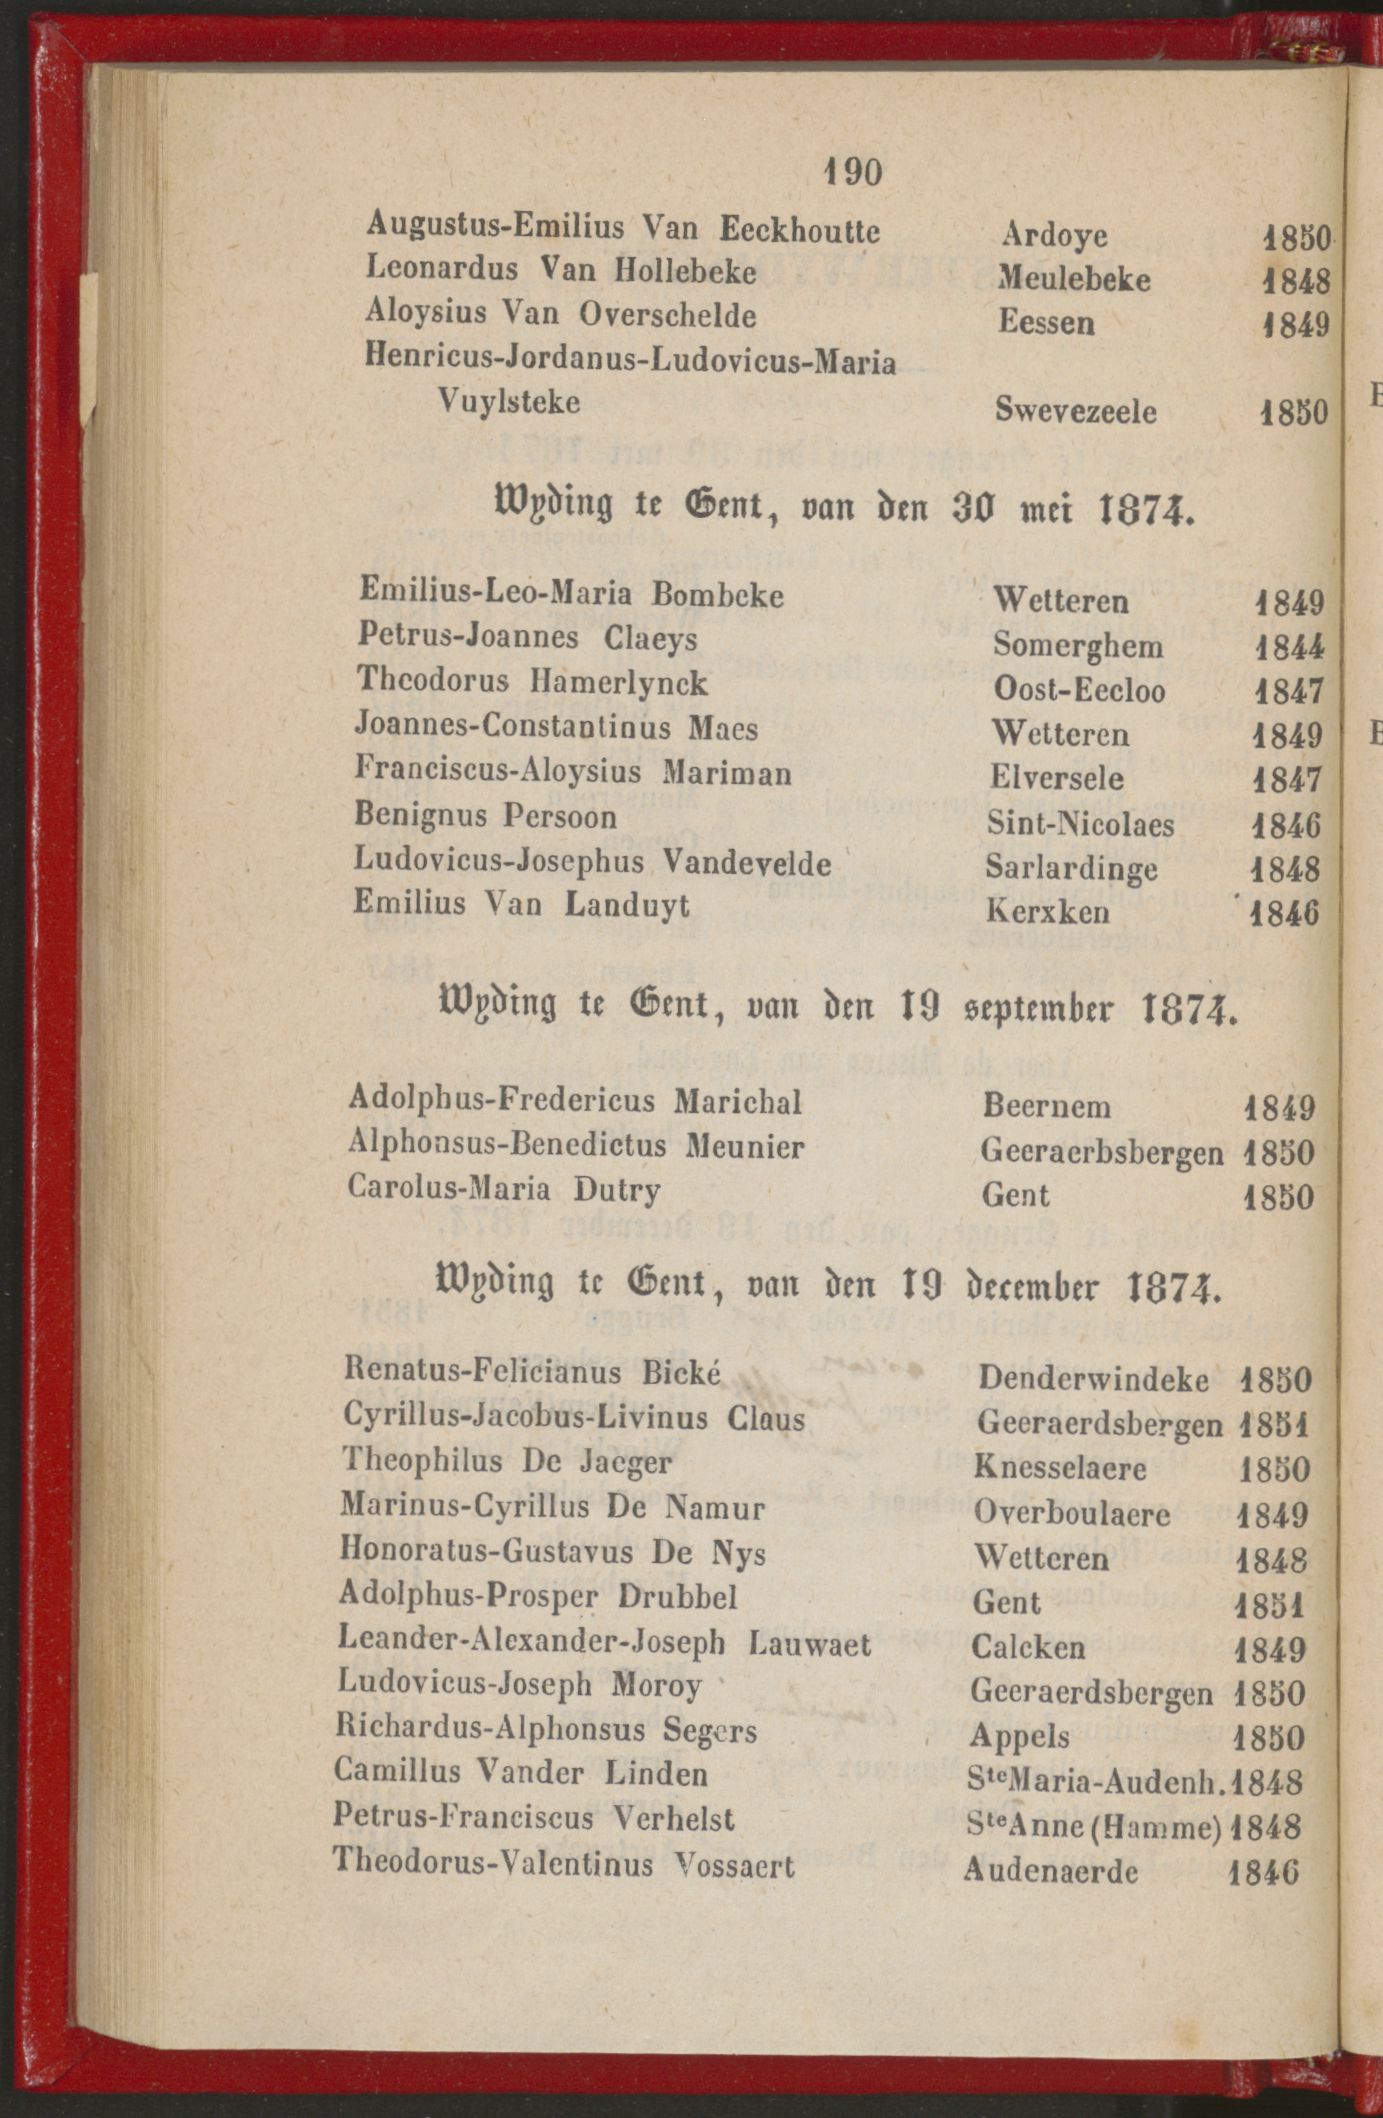 190
Augustus-Emilius Van Eeckhoutte Ardoye 1850
Leonardus Van Hollebeke Meulebeke 1848
Aloysius Van Overschelde Eessen 1849
Henricus-Jordanus-Ludovicus-Maria
Vuylsteke Swevezeele 1850
Wyding te Gent, van den 30 mei 1874.
Emilius-Leo-Maria Bombeke Wetteren 1849
Petrus-Joannes Claeys Somerghem 1844
Theodorus Hamerlynck Oost-Eecloo 1847
Joannes-Constantinus Maes Wetteren 1849
Franciscus-Aloysius Mariman Elversele 1847
Benignus Persoon Sint-Nicolaes 1846
Ludovicus-Josephus Vandevelde Sarlardinge 1848
Emilius Van Landuyt Kerxken 1846
Wyding te Gent, van den 19 september 1874.
Adolphus-Fredericus Marichal Beernem 1849
Alphonsus-Benedictus Meunier Geeraerbsbergen 1850
Carolus-Maria Dutry Gent 1850
Wyding te Gent, van den 19 december 1874.
Renatus-Felicianus Bické Denderwindeke 1850
Cyrillus-Jacobus-Livinus Claus Geeraerdsbergen 1851
Theophilus De Jaeger Knesselaere 1850
Marinus-Cyrillus De Namur Overboulaere 1849
Honoratus-Gustavus De Nys Wetteren 1848
Adolphus-Prosper Drubbel Gent 1851
Leander-Alexander-Joseph Lauwaet Calcken 1849
Ludovicus-Joseph Moroy Geeraerdsbergen 1850
Richardus-Alphonsus Segers Appels 1850
Camillus Vander Linden SteMaria-Audenh. 1848
Petrus-Franciscus Verhelst SteAnne (Hamme) 1848
Theodorus-Valentinus Vossaert Audenaerde 1846